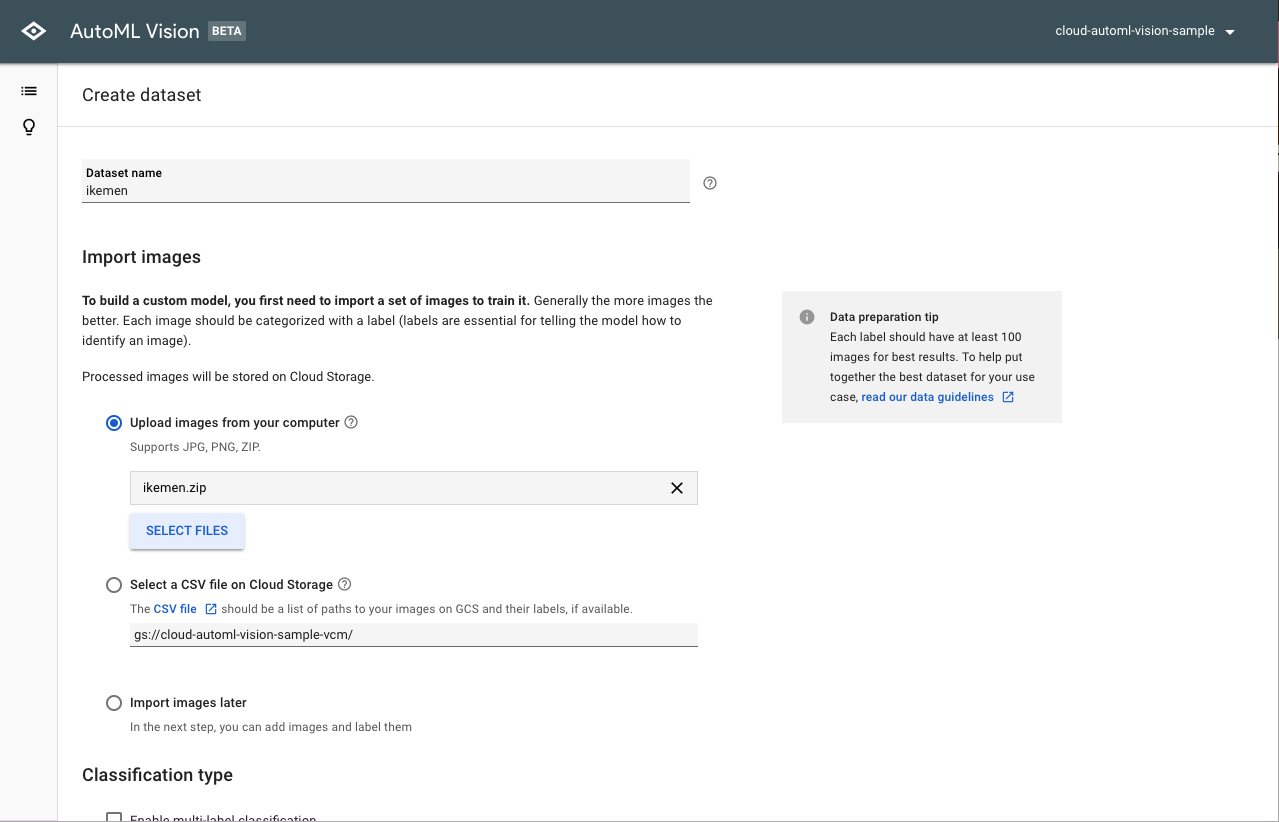 AutoML Vision BETA
cloud-automl-vision-sample
Create dataset
Dataset name
ikemen
Import images
To build a custom model, you first need to import a set of images to train it. Generally the more images the
better. Each image should be categorized with a label (labels are essential for telling the model how to
identify an image).
Processed images will be stored on Cloud Storage.
Data preparation tip
Each label should have at least 100
images for best results. To help put
together the best dataset for your use
case, read our data guidelines
Upload images from your computer
Supports JPG, PNG, ZIP.
ikemen.zip
SELECT FILES
Select a CSV file on Cloud Storage
The CSV file should be a list of paths to your images on GCS and their labels, if available.
gs://cloud-automl-vision-sample-vcm/
Import images later
In the next step, you can add images and label them
Classification type
Enable multi-label classification